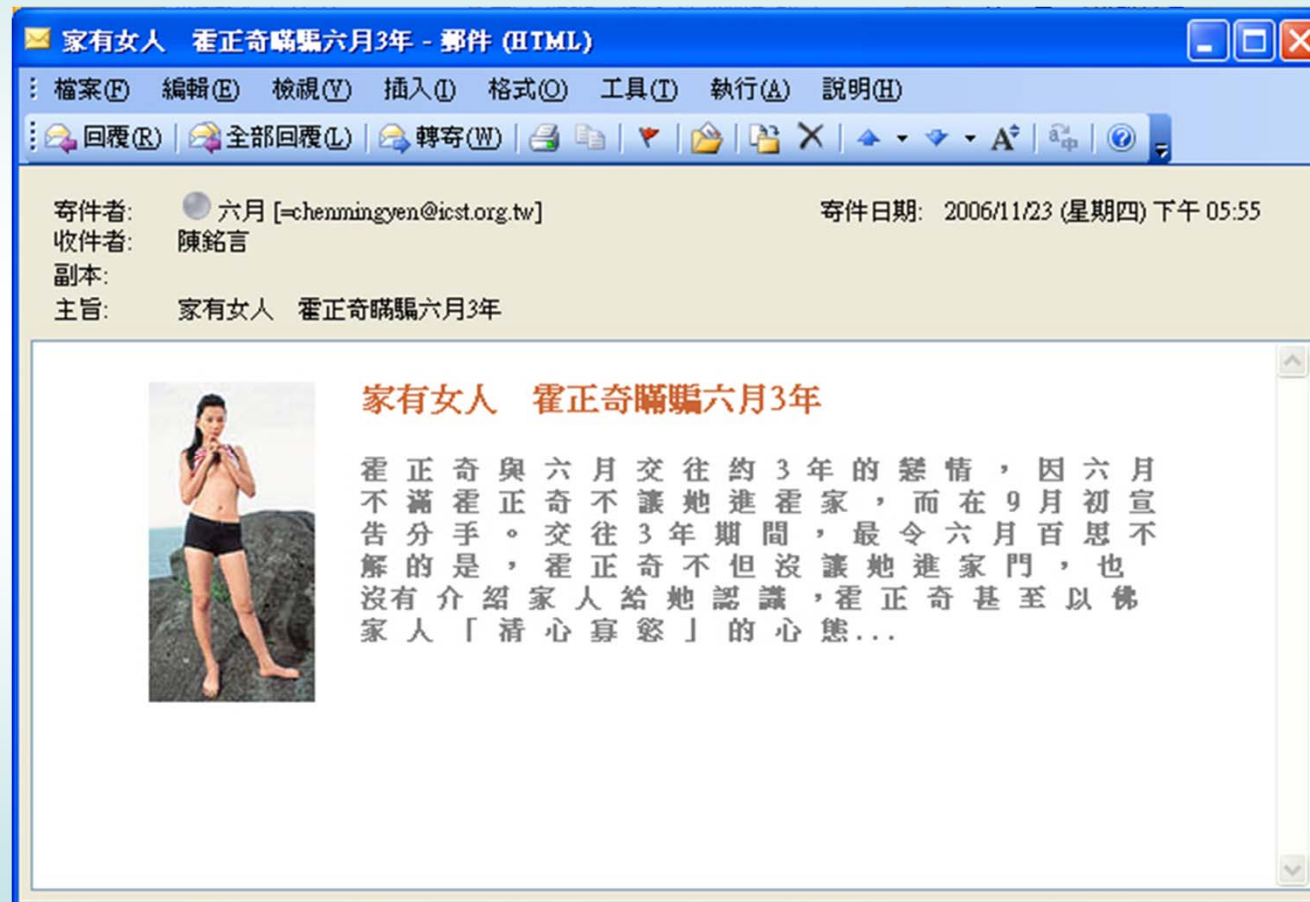 家有女人　霍正奇瞞騙六月3年 - 郵件 (HTML)
檔案(F) 編輯(E) 檢視(V) 插入(I) 格式(O) 工具(T) 執行(A) 說明(H)
回覆(R) 全部回覆(L) 轉寄(W)
寄件者: 六月 [=chenmingyen@icst.org.tw] 寄件日期: 2006/11/23 (星期四) 下午 05:55
收件者: 陳銘言
副本:
主旨: 家有女人　霍正奇瞞騙六月3年
家有女人　霍正奇瞞騙六月3年
霍正奇與六月交往約3年的戀情，因六月
不滿霍正奇不讓她進霍家，而在9月初宣
告分手。交往3年期間，最令六月百思不
解的是，霍正奇不但沒讓她進家門，也
沒有介紹家人給她認識，霍正奇甚至以佛
家人「清心寡慾」的心態...